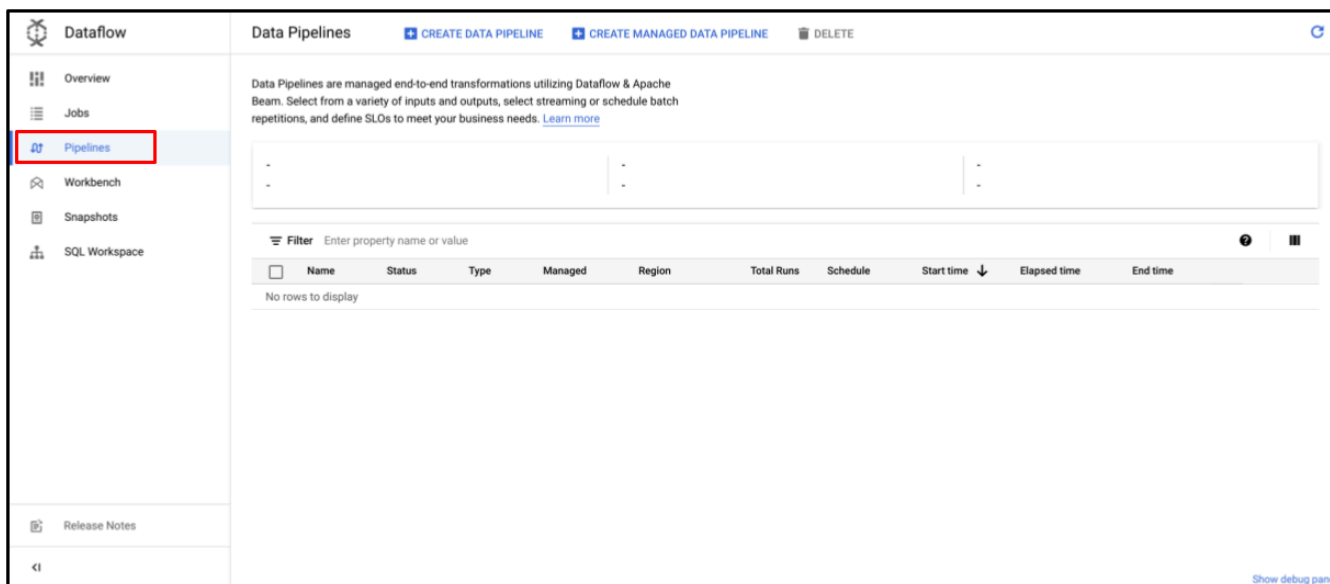 Dataflow
Data Pipelines
CREATE DATA PIPELINE
CREATE MANAGED DATA PIPELINE
DELETE
Overview
Jobs
Pipelines
Workbench
Snapshots
SQL Workspace
Release Notes
Data Pipelines are managed end-to-end transformations utilizing Dataflow & Apache
Beam. Select from a variety of inputs and outputs, select streaming or schedule batch
repetitions, and define SLOs to meet your business needs. Learn more
- - -
- - -
Filter Enter property name or value
Name Status Type Managed Region Total Runs Schedule Start time Elapsed time End time
No rows to display
Show debug pan